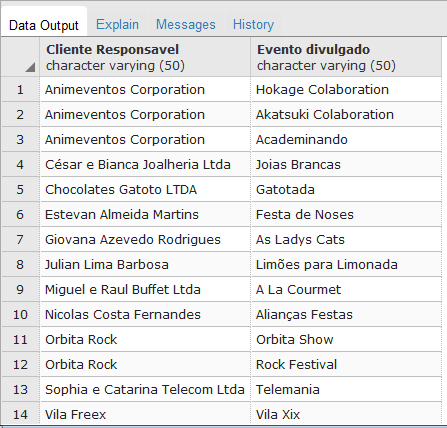 Data Output Explain Messages History
Cliente Responsavel Evento divulgado
character varying (50) character varying (50)
1 Animeventos Corporation Hokage Colaboration
2 Animeventos Corporation Akatsuki Colaboration
3 Animeventos Corporation Academinando
4 César e Bianca Joalheria Ltda Joias Brancas
5 Chocolates Gatoto LTDA Gatotada
6 Estevan Almeida Martins Festa de Noses
7 Giovana Azevedo Rodrigues As Ladys Cats
8 Julian Lima Barbosa Limões para Limonada
9 Miguel e Raul Buffet Ltda A La Courmet
10 Nicolas Costa Fernandes Alianças Festas
11 Orbita Rock Orbita Show
12 Orbita Rock Rock Festival
13 Sophia e Catarina Telecom Ltda Telemania
14 Vila Freex Vila Xix